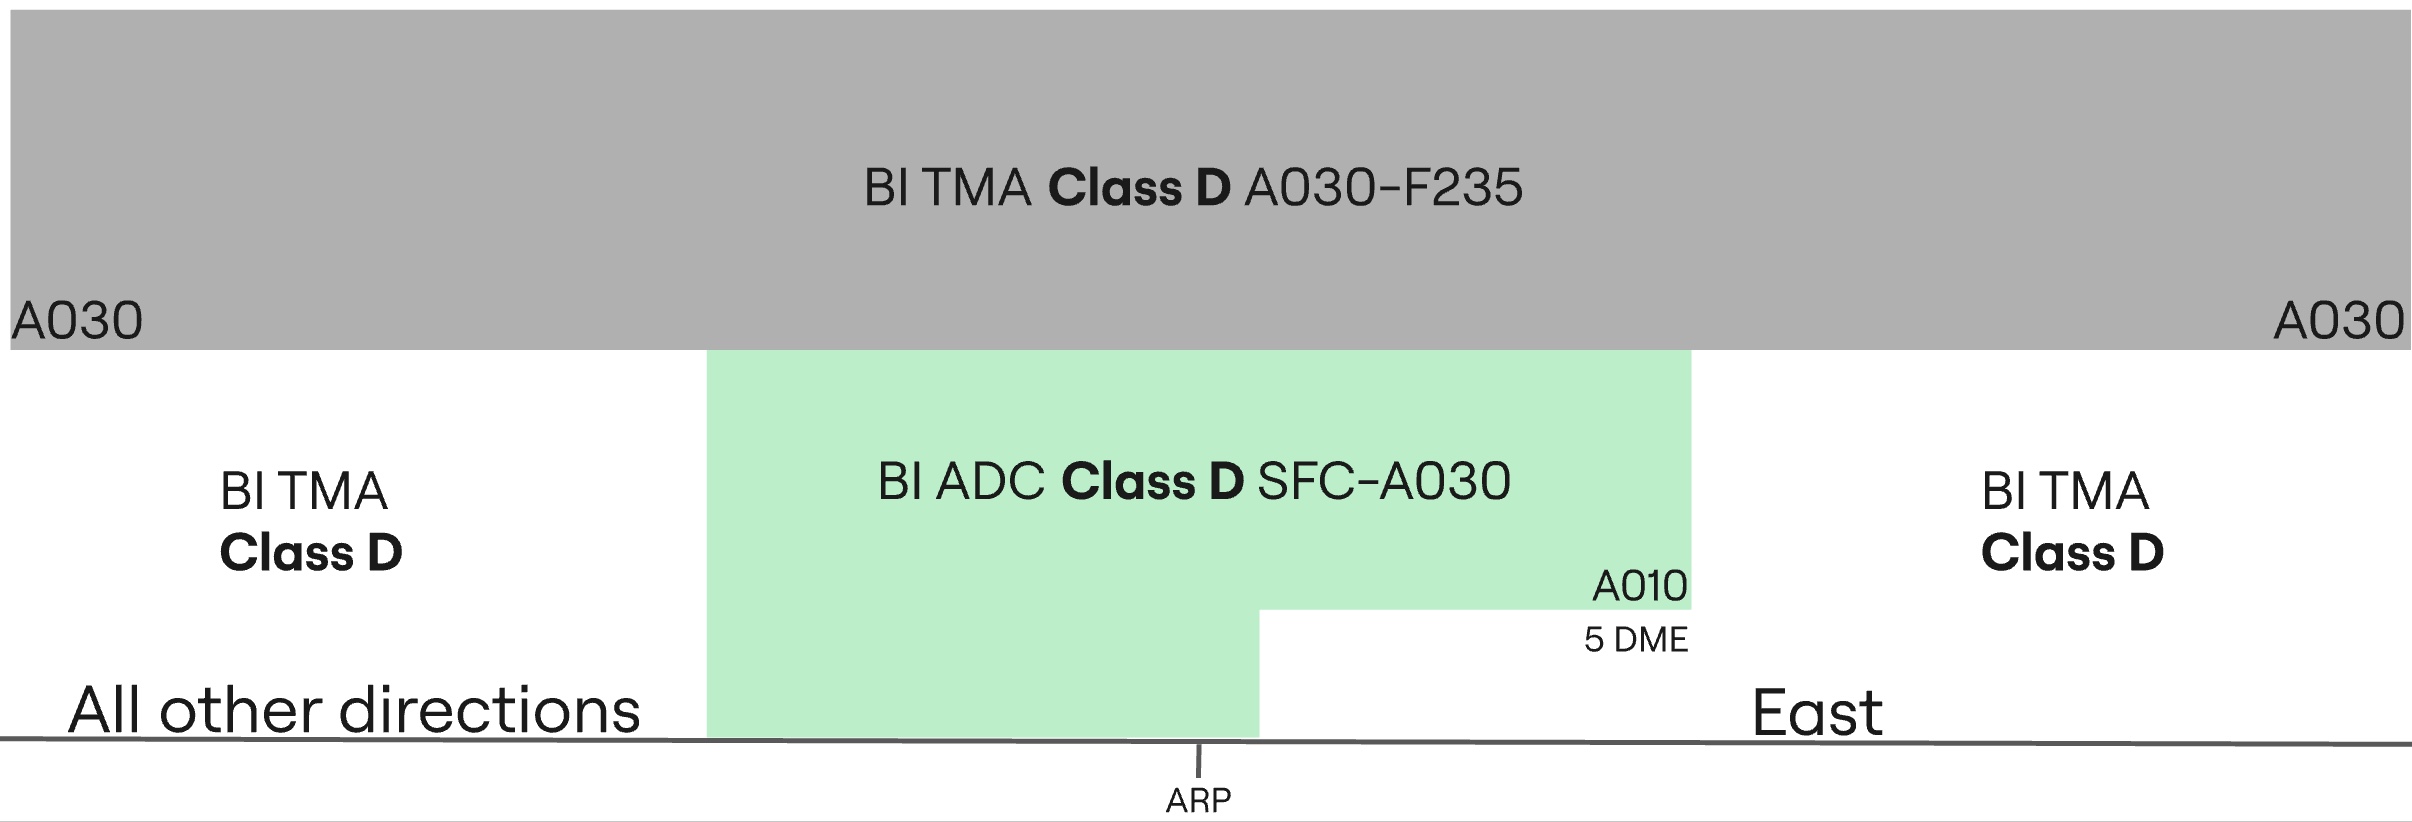 BI TMA Class D A030-F235
A030
A030
BI TMA
Class D
BI ADC Class D SFC-A030
BI TMA
Class D
A010
5 DME
All other directions
East
ARP